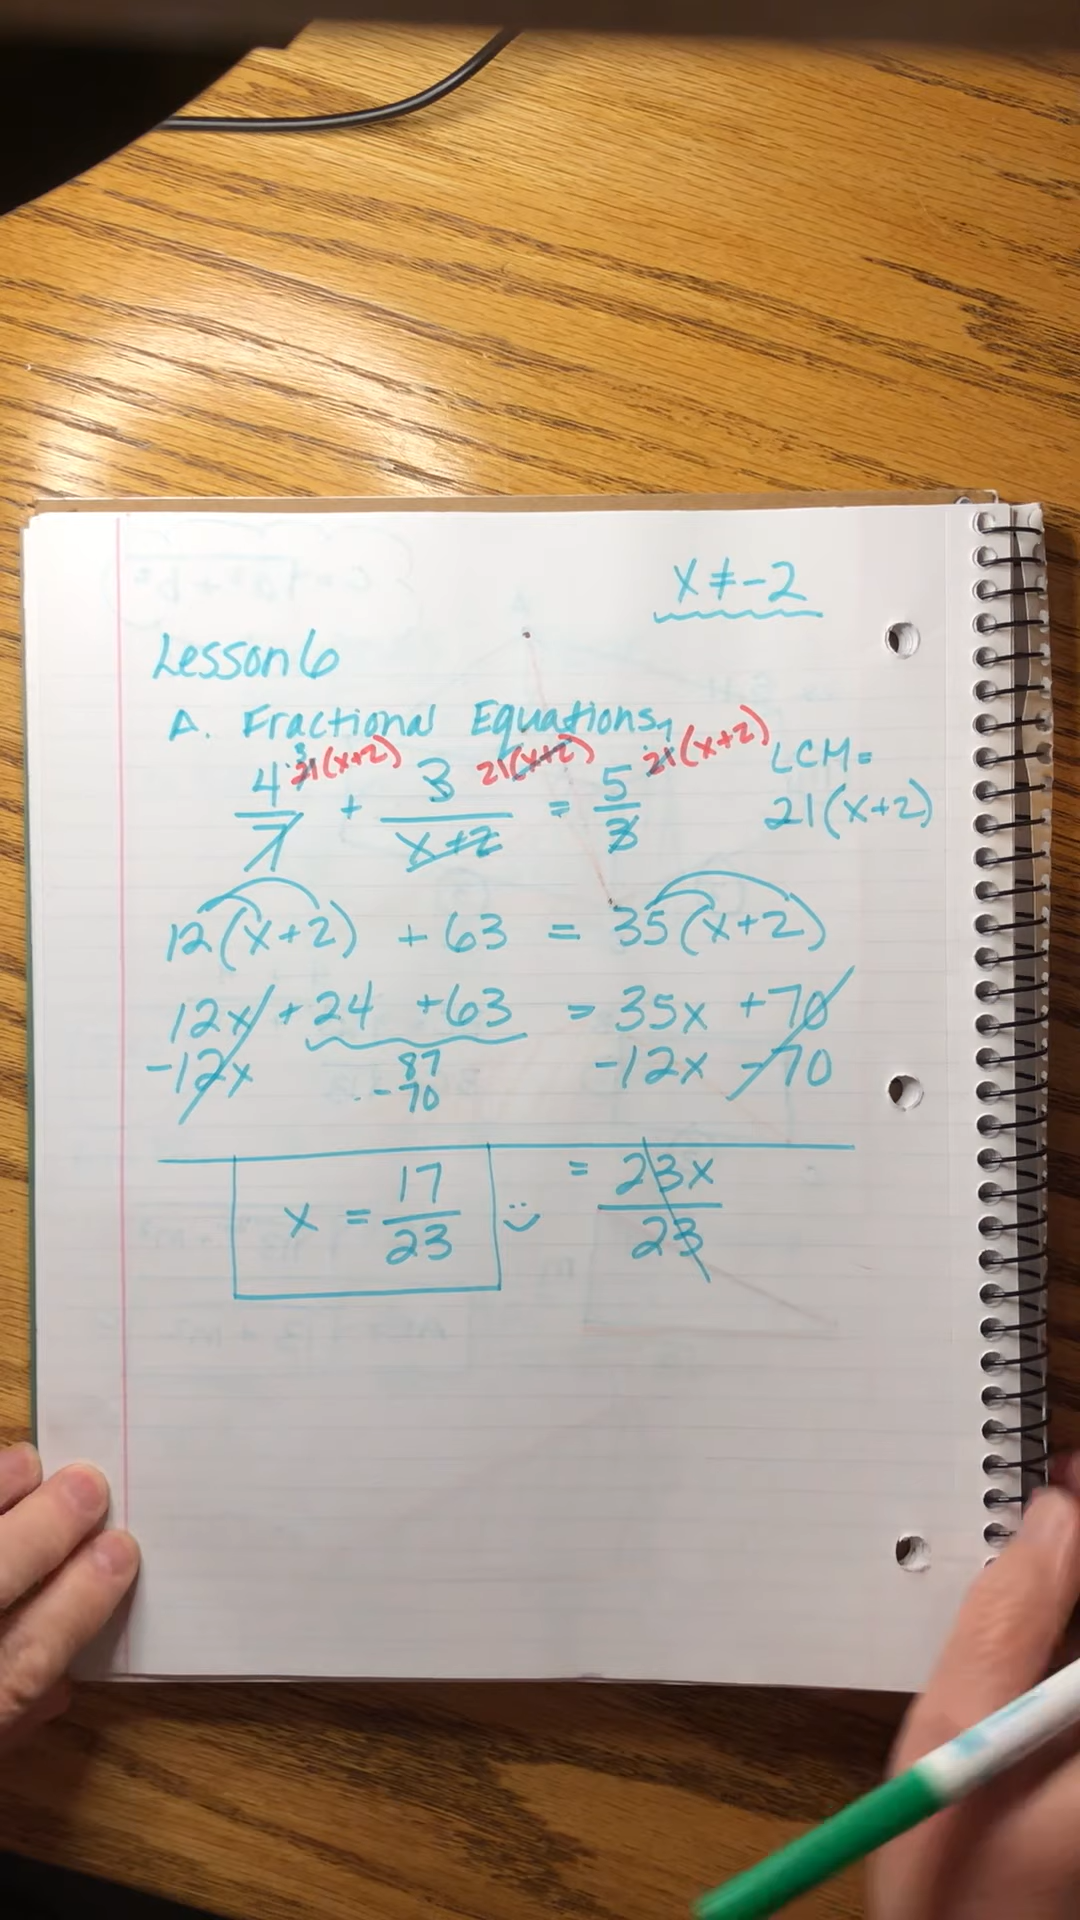 x ≠ -2
Lesson 6
A. Fractional Equations
3 21(x+2) 21(x+2) 7 21(x+2) LCM =
4/7 + 3/(x+2) = 5/3 21(x+2)
12(x+2) + 63 = 35(x+2)
12x + 24 + 63 = 35x + 70
-12x 87 -12x -70
- 70
x = 17/23 = 23x/23